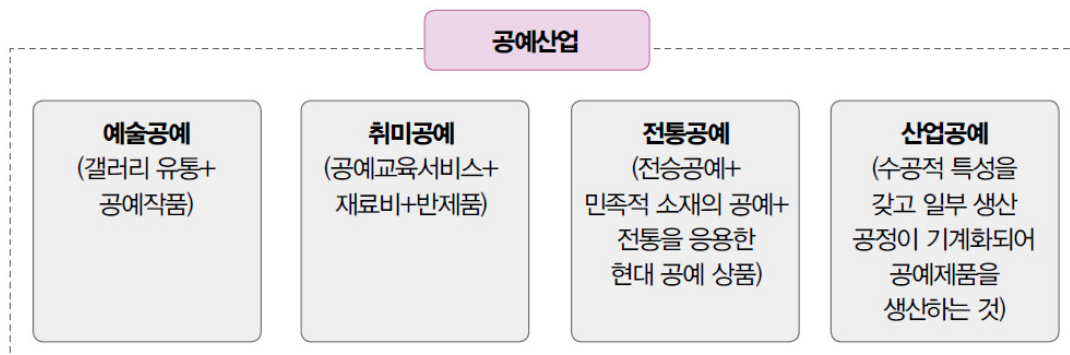 공예산업
예술공예
(갤러리 유통+
공예작품)
취미공예
(공예교육서비스+
재료비+반제품)
전통공예
(전승공예+
민족적 소재의 공예+
전통을 응용한
현대 공예 상품)
산업공예
(수공적 특성을
갖고 일부 생산
공정이 기계화되어
공예제품을
생산하는 것)